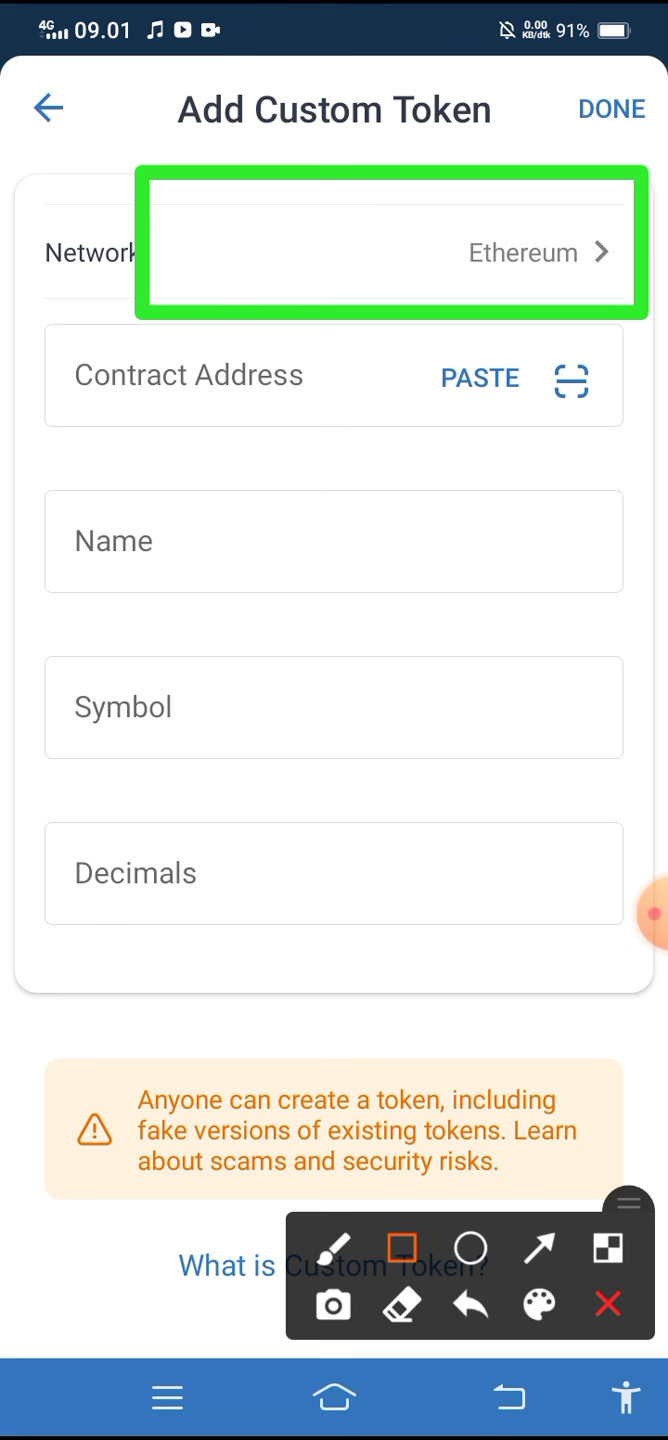 4G 09.01 0.00 KB/dtk 91%
Add Custom Token DONE
Network Ethereum
Contract Address PASTE
Name
Symbol
Decimals
Anyone can create a token, including
fake versions of existing tokens. Learn
about scams and security risks.
What is Custom Token?